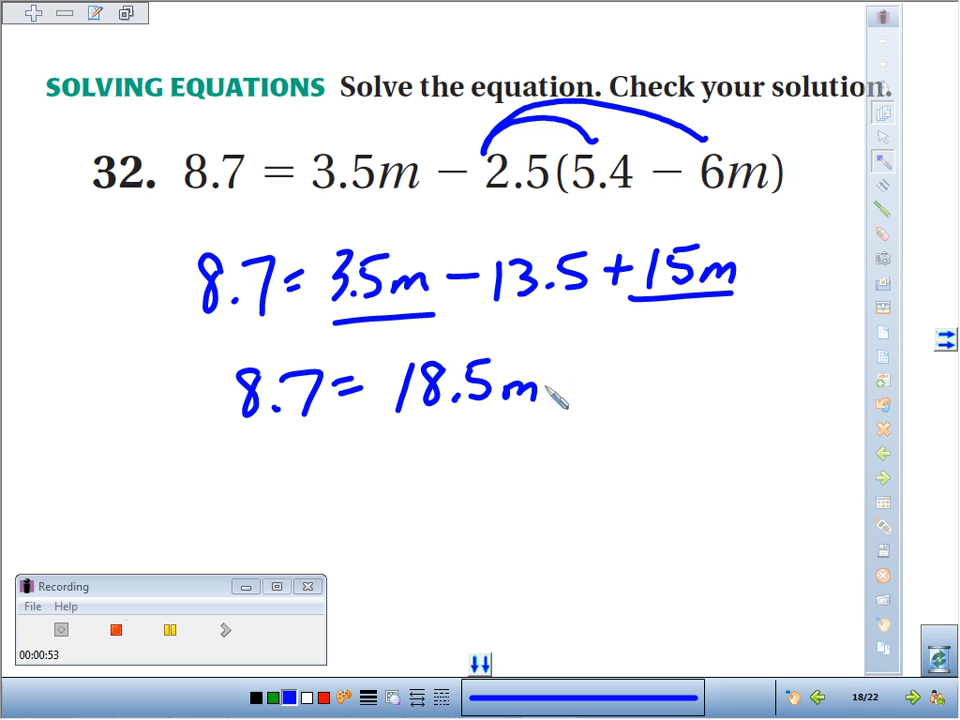 SOLVING EQUATIONS Solve the equation. Check your solution.
32. 8.7 = 3.5m − 2.5(5.4 − 6m)
8.7 = 3.5m − 13.5 + 15m
8.7 = 18.5m
Recording
File Help
00:00:53
18/22